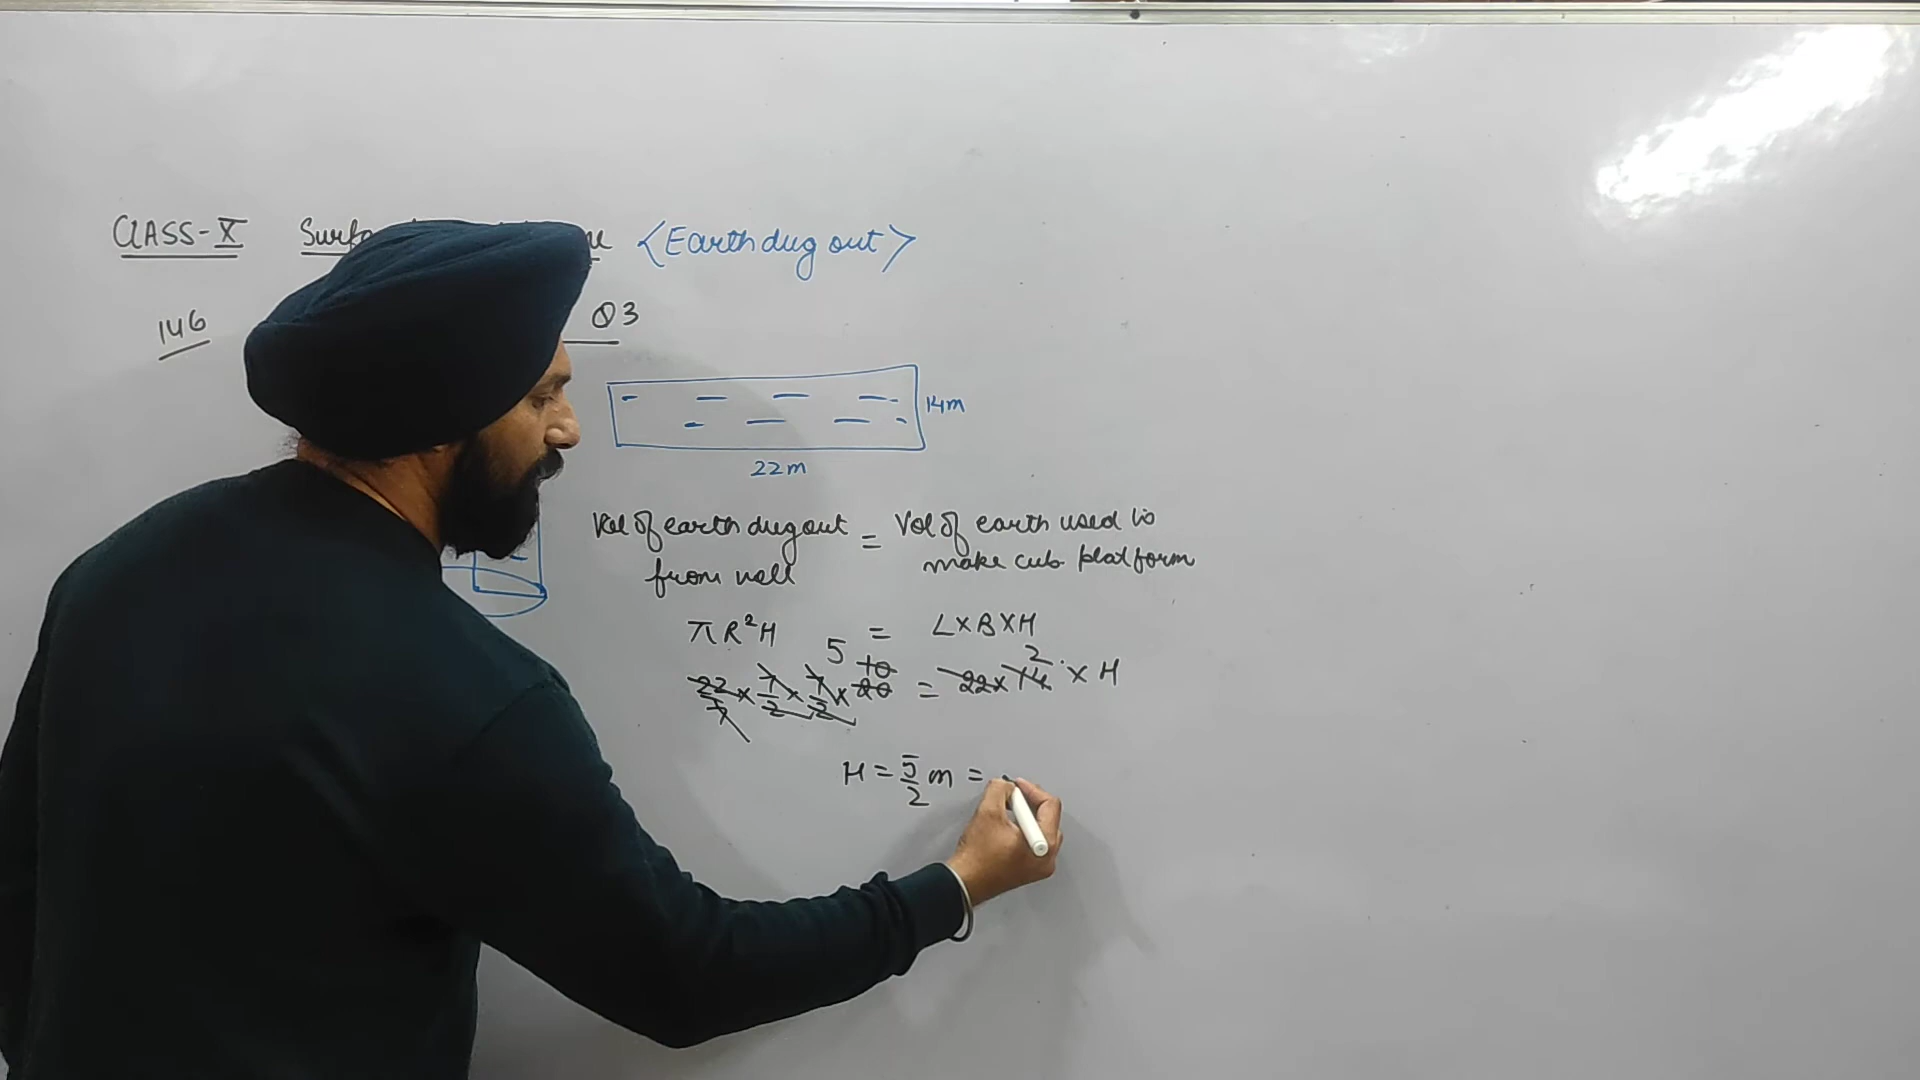 CLASS-X Surfa <Earth dug out>
146 Q3
14m
22m
Vol of earth dug out = Vol of earth used to
from well make cub platform
πR²H = L×B×H
5 10 2
22/7 × 7/2 × 7/2 × 20 = 22×14 × H
H = 5/2 m =